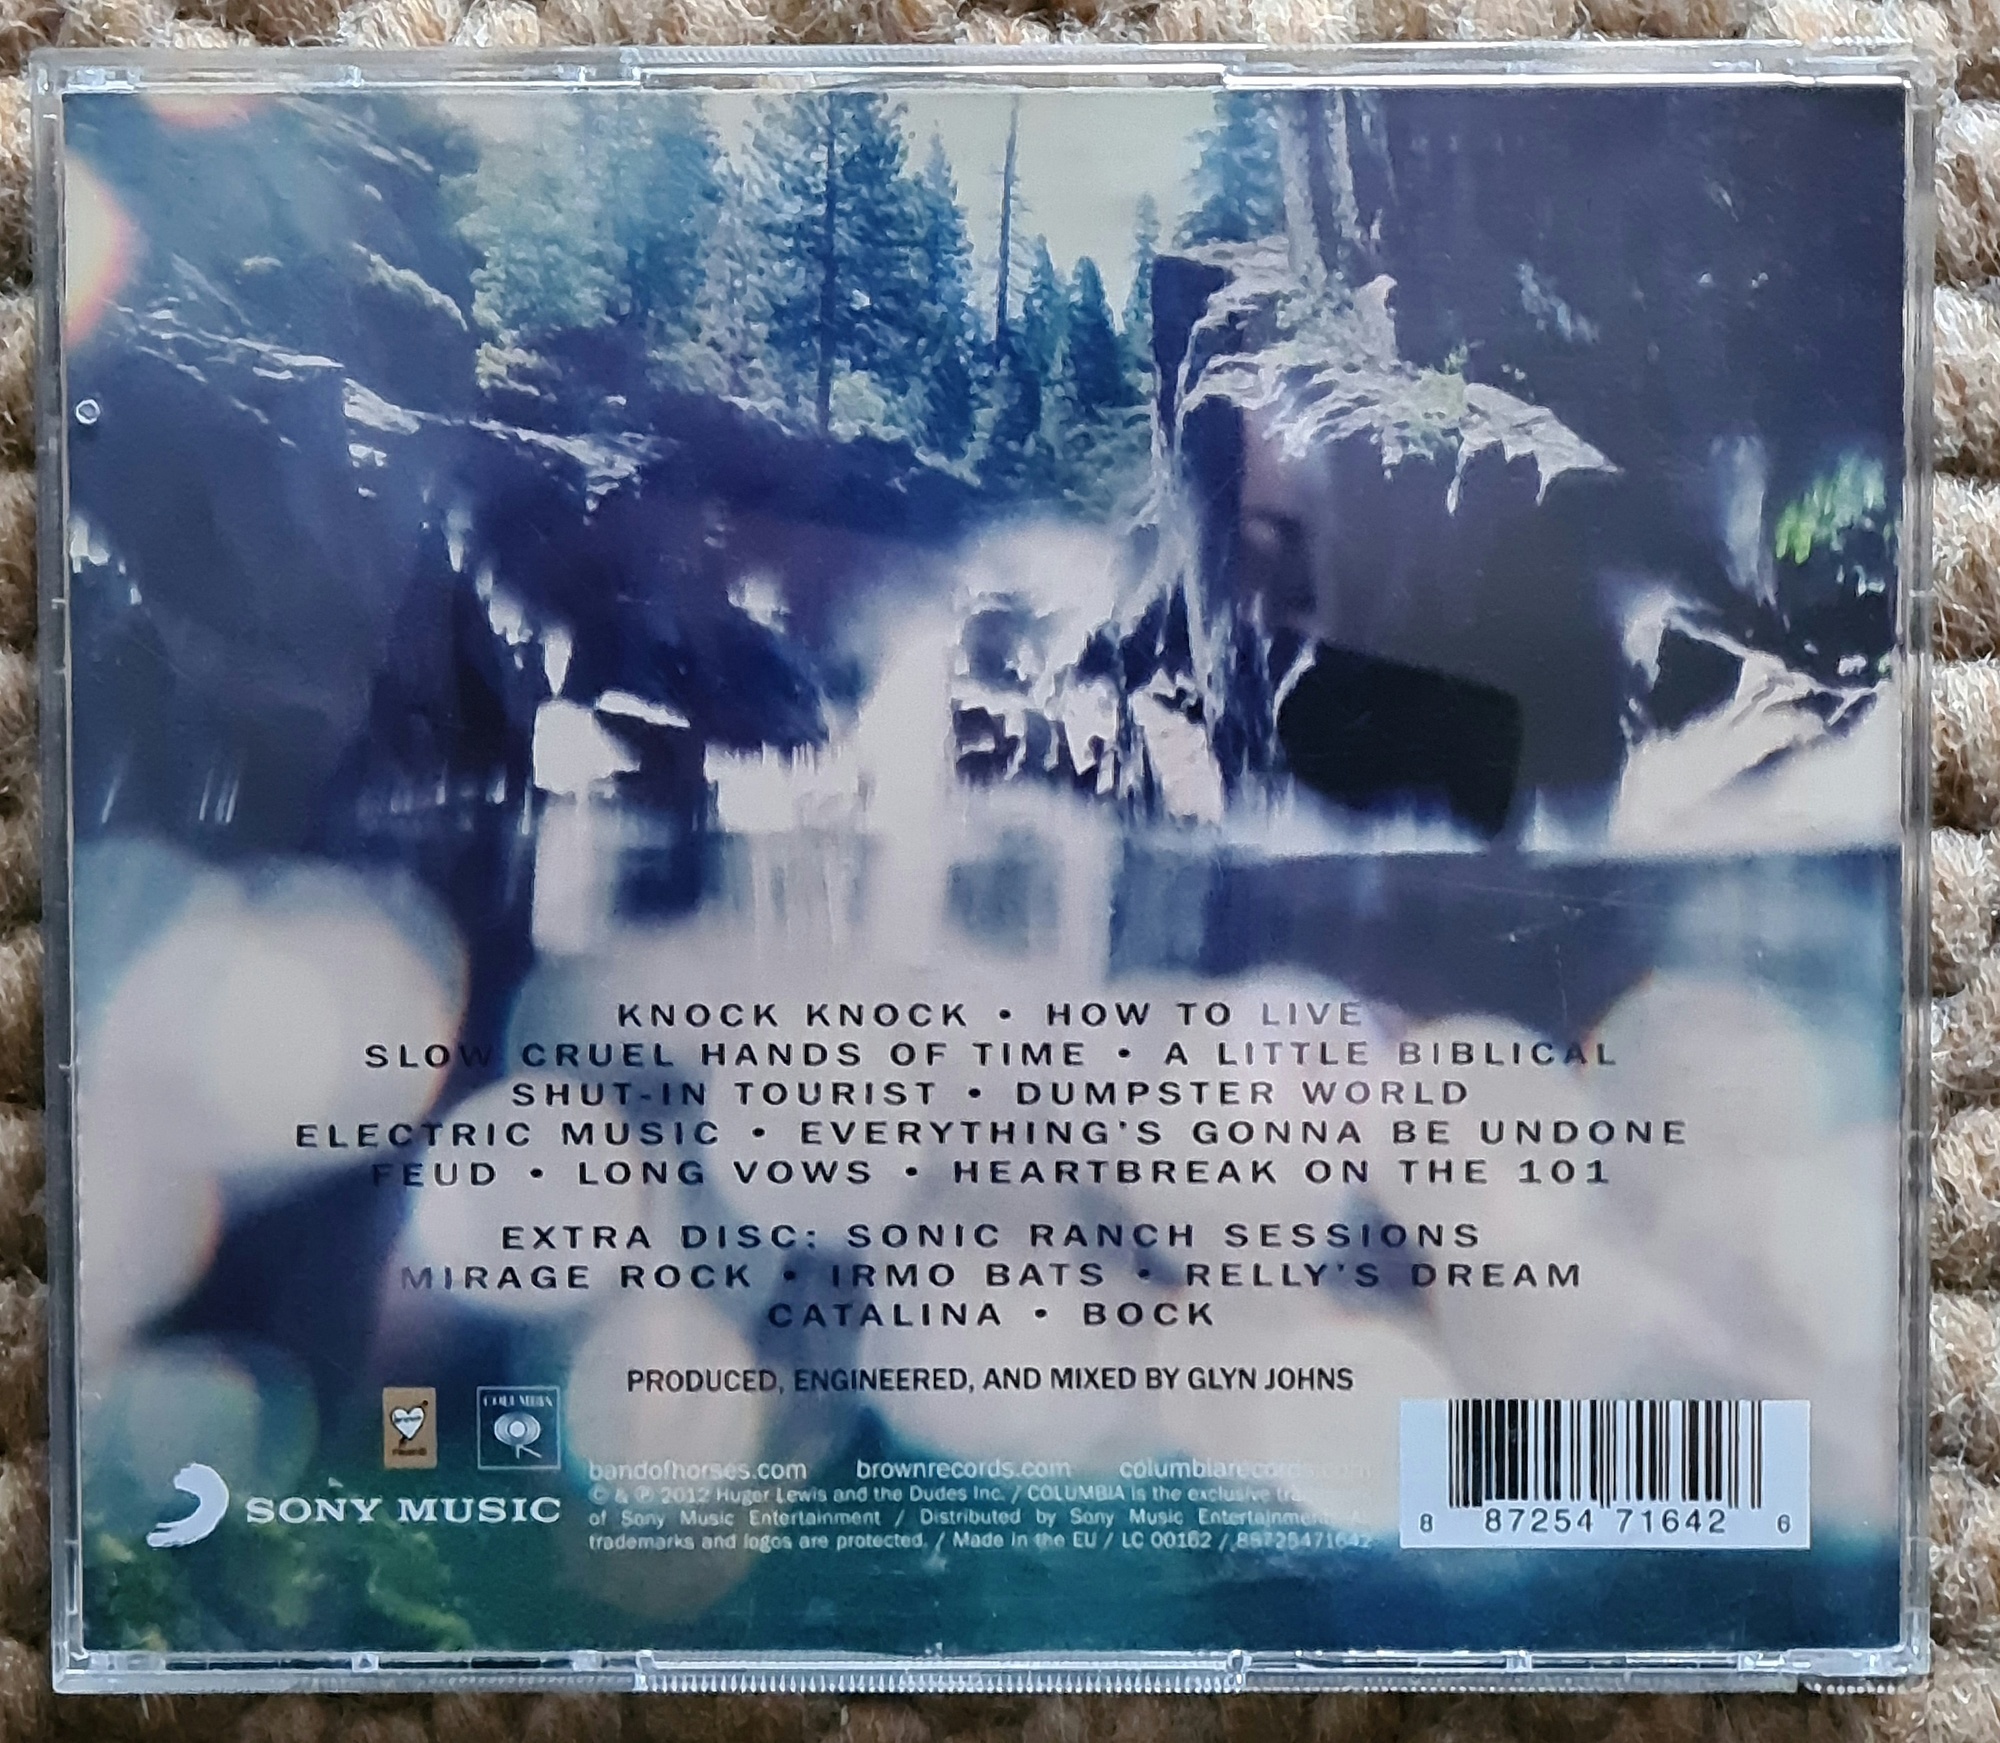 KNOCK KNOCK • HOW TO LIVE
SLOW CRUEL HANDS OF TIME • A LITTLE BIBLICAL
SHUT-IN TOURIST • DUMPSTER WORLD
ELECTRIC MUSIC • EVERYTHING'S GONNA BE UNDONE
FEUD • LONG VOWS • HEARTBREAK ON THE 101
EXTRA DISC: SONIC RANCH SESSIONS
MIRAGE ROCK • IRMO BATS • RELLY'S DREAM
CATALINA • BOCK
PRODUCED, ENGINEERED, AND MIXED BY GLYN JOHNS
COLUMBIA
SONY MUSIC
bandofhorses.com brownrecords.com columbiarecords.com
© & ℗ 2012 Huger Lewis and the Dudes Inc. / COLUMBIA is the exclusive
of Sony Music Entertainment / Distributed by Sony Music Entertainment
trademarks and logos are protected. / Made in the EU / LC 00162 / 88725471642
8 87254 71642 6